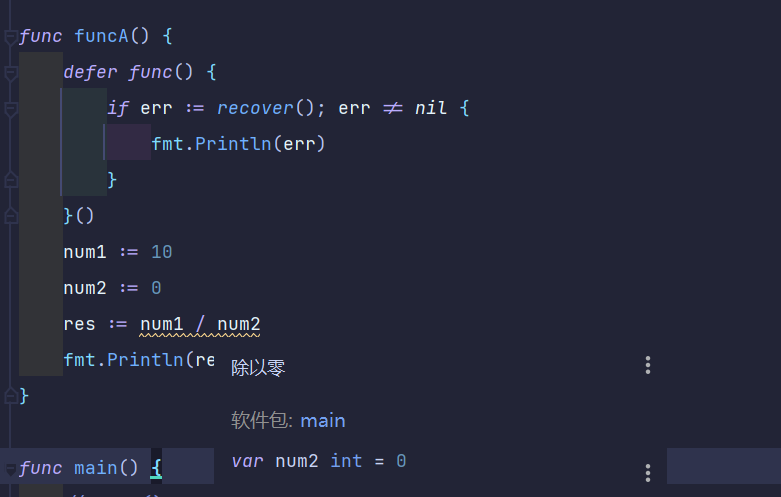 func funcA() {
defer func() {
if err := recover(); err != nil {
fmt.Println(err)
}
}()
num1 := 10
num2 := 0
res := num1 / num2
fmt.Println(re
除以零
}
软件包: main
var num2 int = 0
func main() {